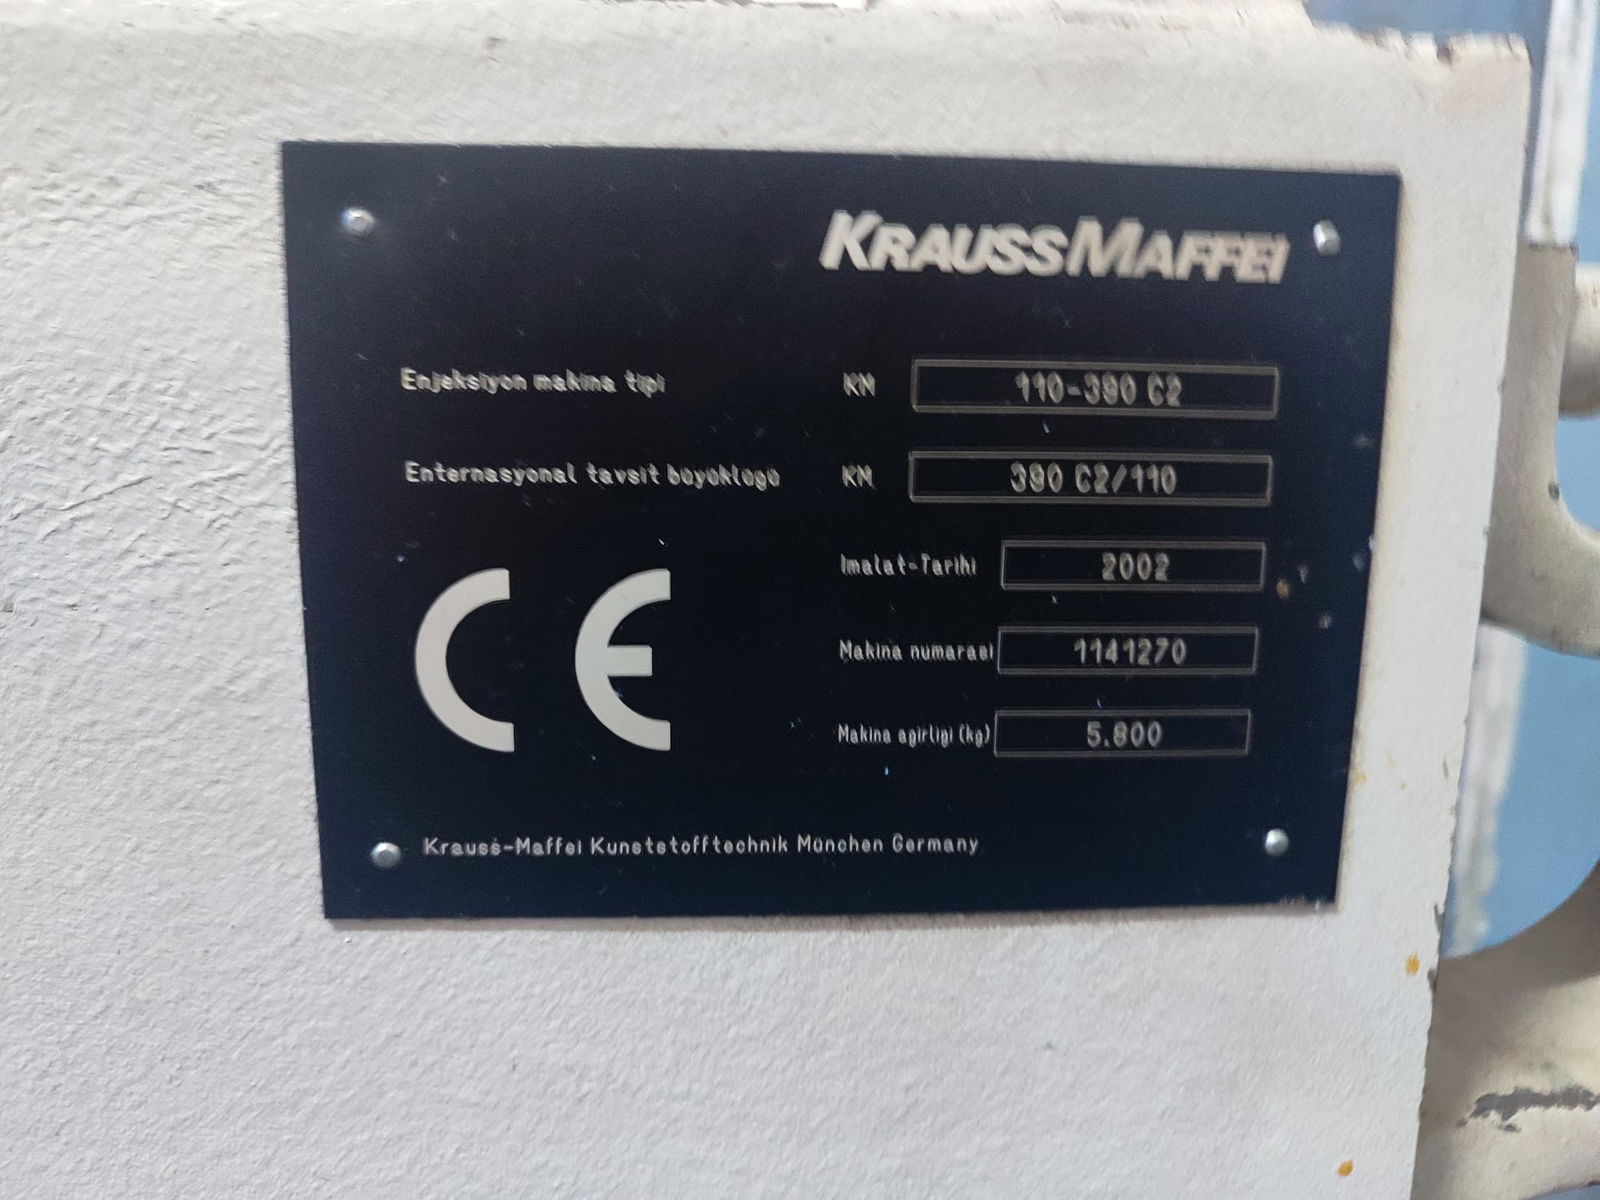 KRAUSSMAFFEI
Enjeksiyon makina tipi KM 110-390 C2
Enternasyonal tavsit büyüklügü KM 390 C2/110
Imalat-Tarihi 2002
Makina numarasi 1141270
Makina agirligi (kg) 5.800
CE
Krauss-Maffei Kunststofftechnik München Germany